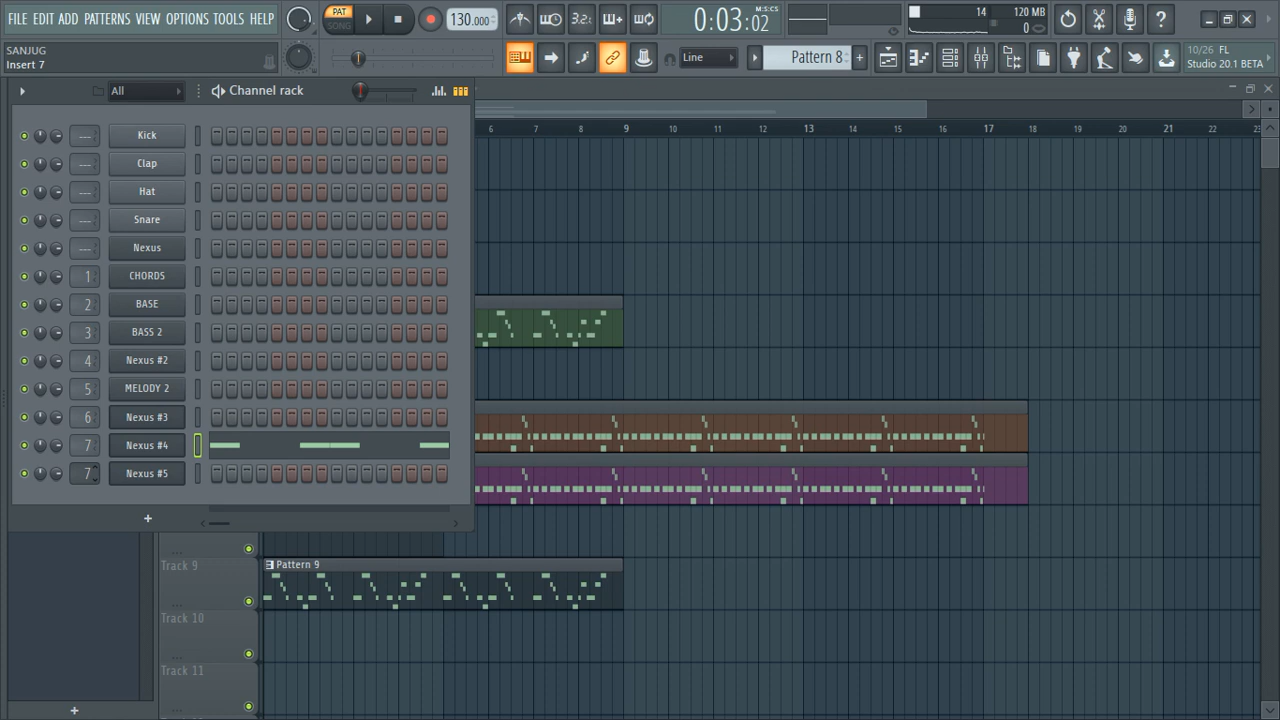 FILE EDIT ADD PATTERNS VIEW OPTIONS TOOLS HELP
PAT
SONG
130.000
3.2
0:03:02
M:S:CS
14
120 MB
0
SANJUG
Insert 7
Line
Pattern 8
10/26 FL
Studio 20.1 BETA
All
Channel rack
Kick
Clap
Hat
Snare
Nexus
1 CHORDS
2 BASE
3 BASS 2
4 Nexus #2
5 MELODY 2
6 Nexus #3
7 Nexus #4
7 Nexus #5
6 7 8 9 10 11 12 13 14 15 16 17 18 19 20 21 22 23
Track 9
Pattern 9
Track 10
Track 11